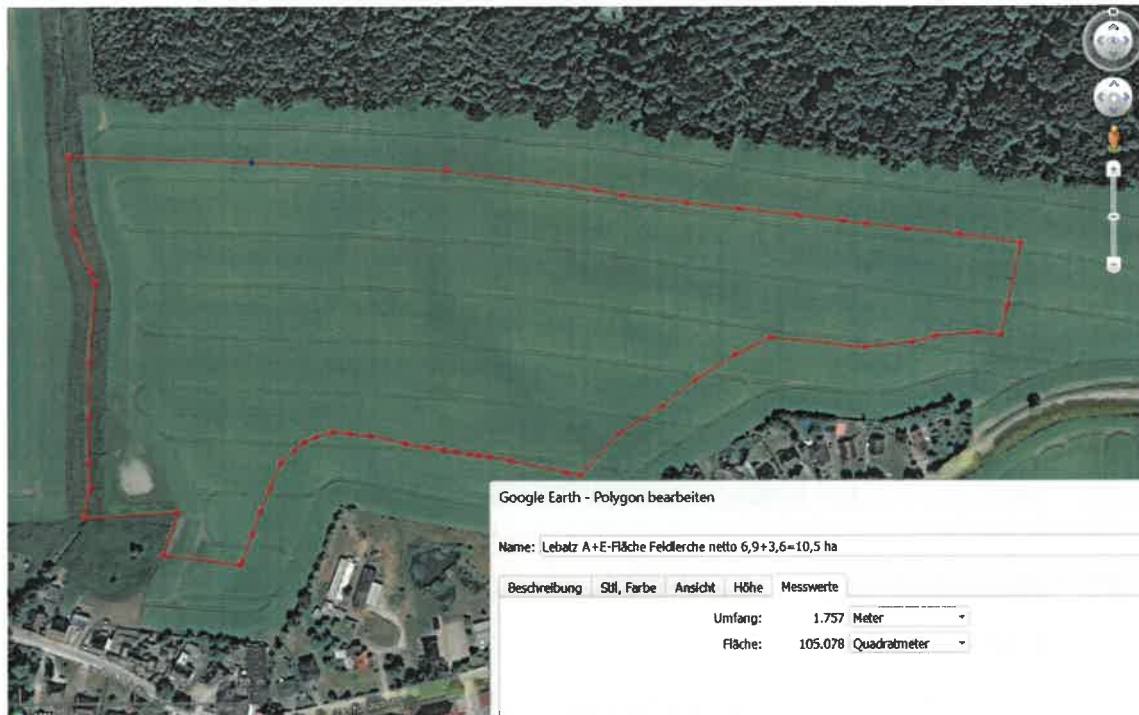 Google Earth - Polygon bearbeiten
Name: Lebatz A+E-Fläche Feldlerche netto 6,9+3,6=10,5 ha
Beschreibung Stil, Farbe Ansicht Höhe Messwerte
Umfang: 1.757 Meter
Fläche: 105.078 Quadratmeter